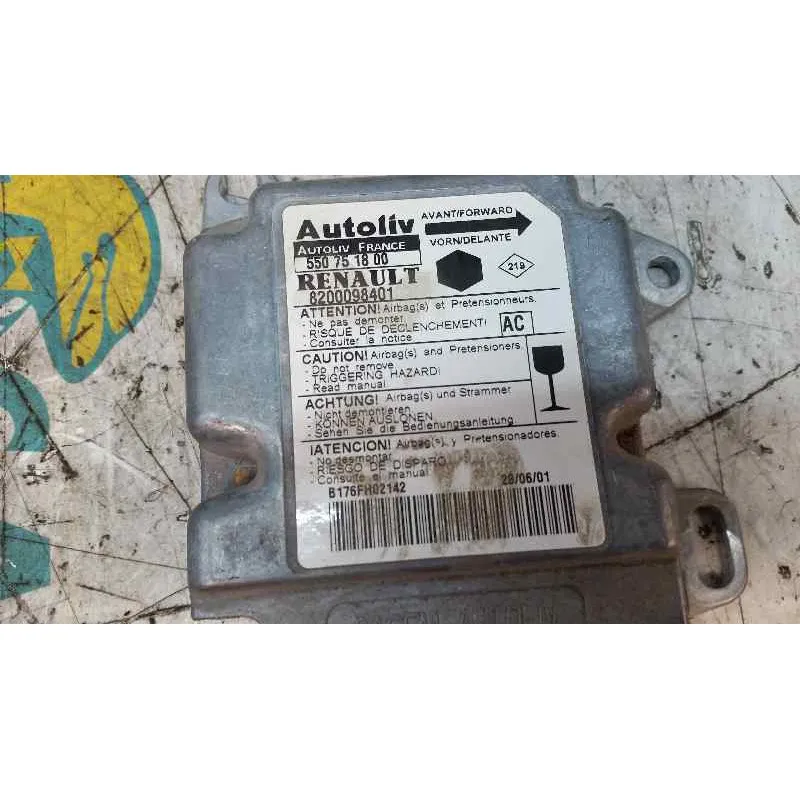 Autoliv
AVANT/FORWARD
AUTOLIV FRANCE
VORN/DELANTE
550 75 18 00
RENAULT
219
8200098401
ATTENTION! Airbag(s) et Pretensionneurs.
- Ne pas demonter.
- RISQUE DE DECLENCHEMENT!
- Consulter la notice
AC
CAUTION! Airbag(s) and Pretensioners.
- Do not remove.
- TRIGGERING HAZARD!
- Read manual
ACHTUNG! Airbag(s) und Strammer
- Nicht demontieren.
- KONNEN AUSLONEN.
- Sehen Sie die Bedienungsanleitung
IATENCION! Airbag(s), y Pretensionadores.
- No desmontar
- RIESGO DE DISPARO
- Consulte el manual
B176FH02142
28/06/01